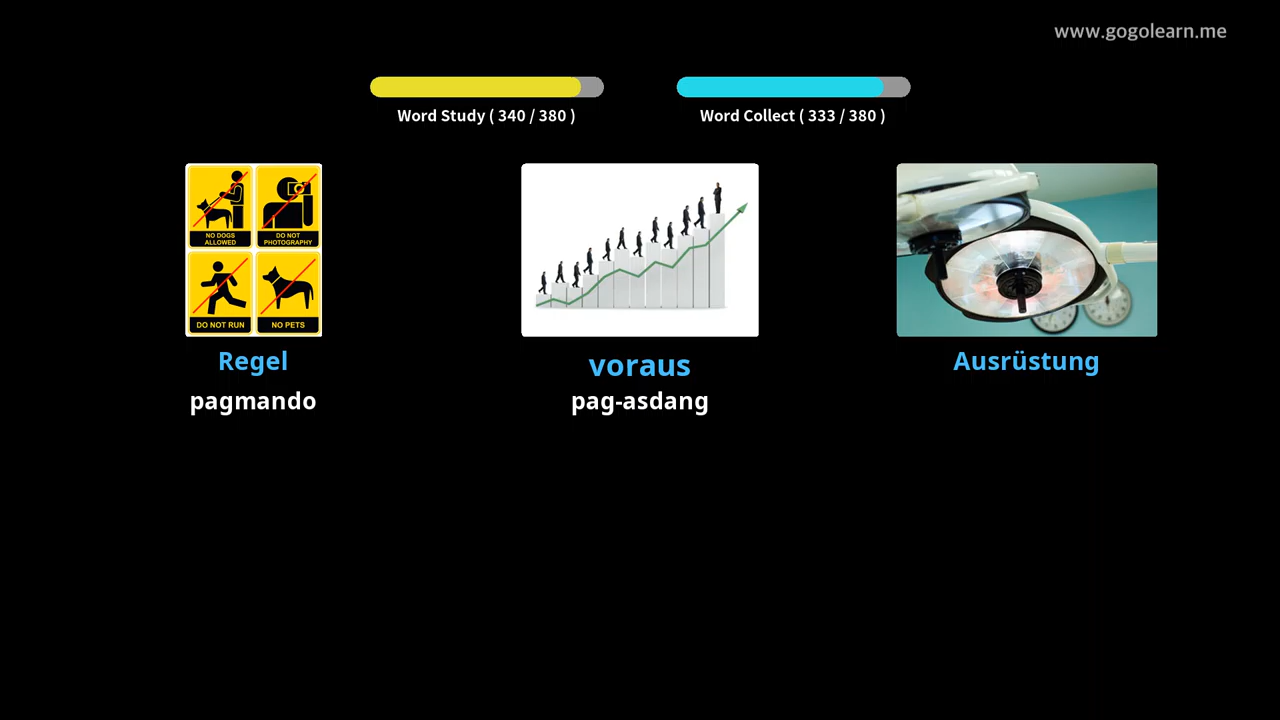 www.gogolearn.me
Word Study ( 340 / 380 )
Word Collect ( 333 / 380 )
NO DOGS
ALLOWED
DO NOT
PHOTOGRAPHY
DO NOT RUN
NO PETS
Regel
voraus
Ausrüstung
pagmando
pag-asdang